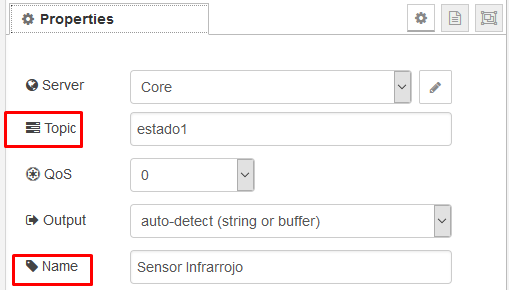 Properties
Server Core
Topic estado1
QoS 0
Output auto-detect (string or buffer)
Name Sensor Infrarrojo